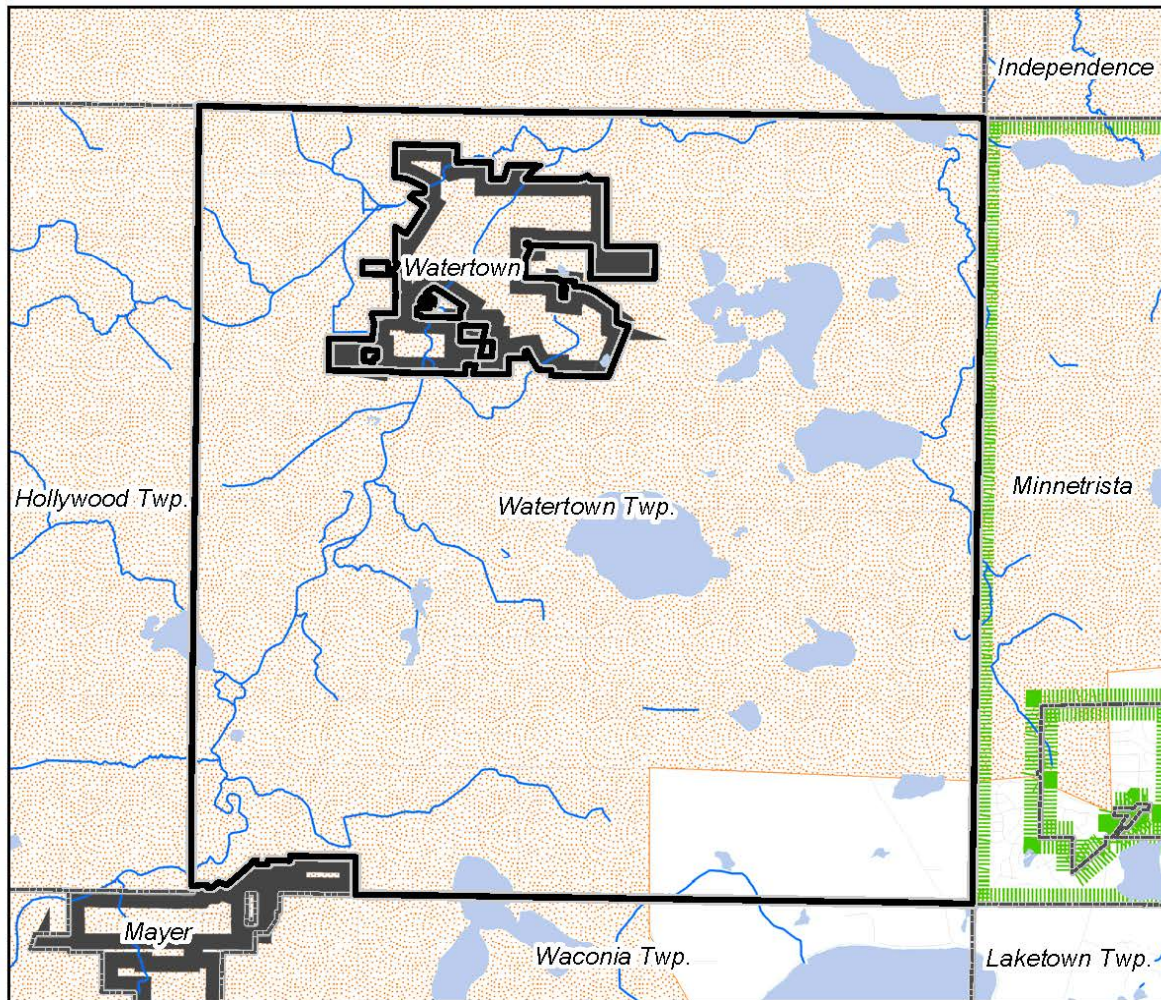 Independence
Watertown
Hollywood Twp.
Watertown Twp.
Minnetrista
Mayer
Waconia Twp.
Laketown Twp.